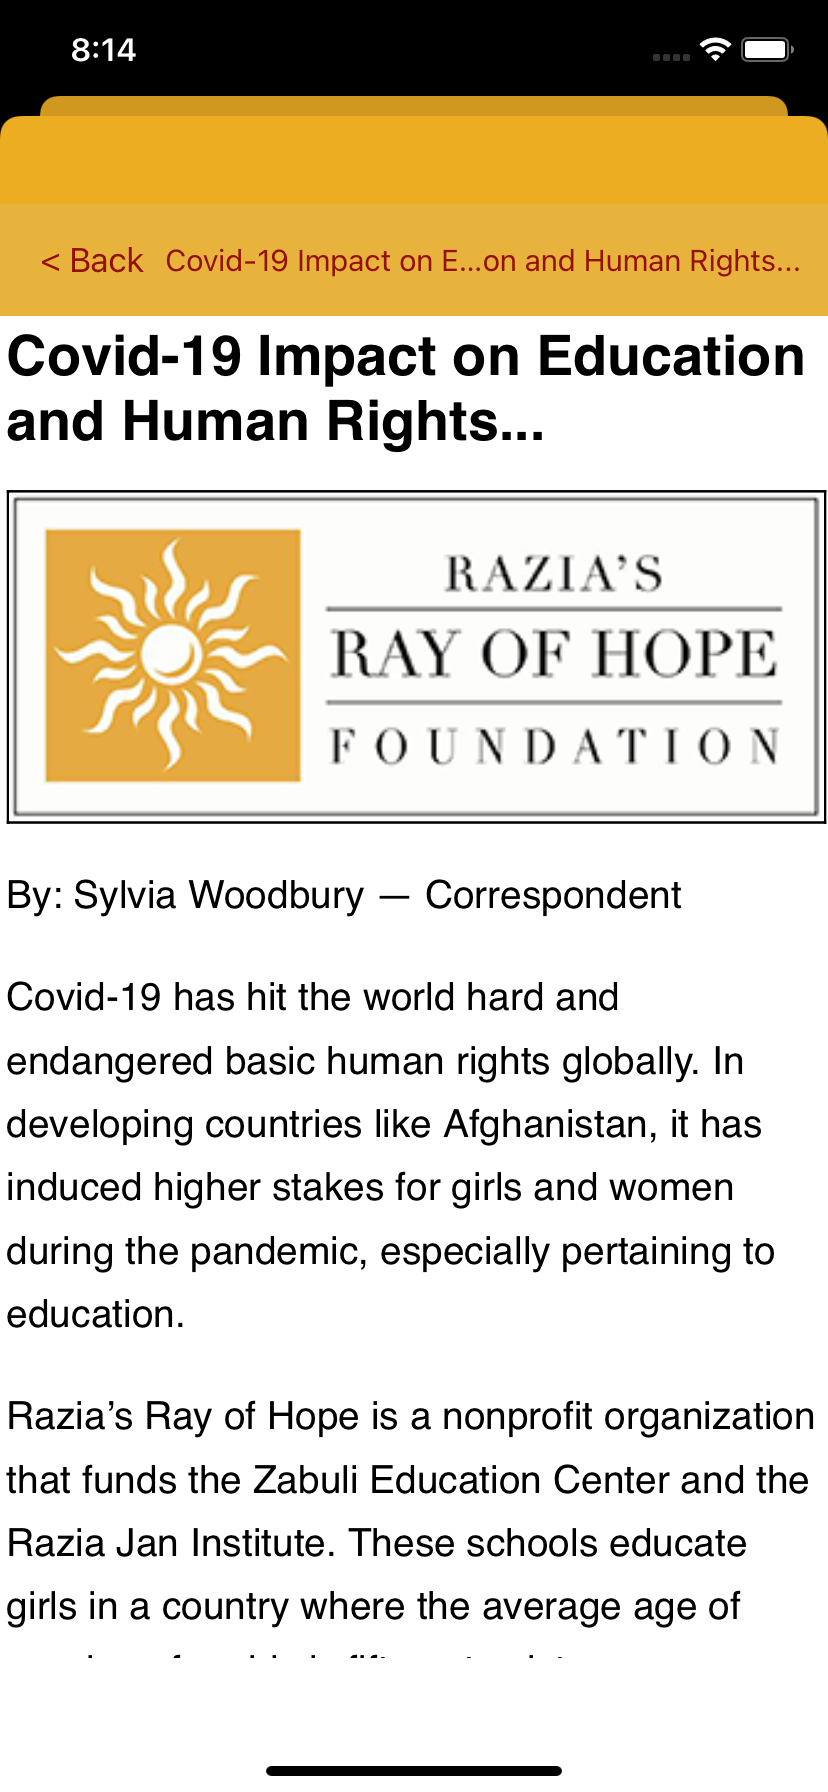 8:14
< Back Covid-19 Impact on E...on and Human Rights...
Covid-19 Impact on Education
and Human Rights...
RAZIA’S
RAY OF HOPE
FOUNDATION
By: Sylvia Woodbury — Correspondent
Covid-19 has hit the world hard and
endangered basic human rights globally. In
developing countries like Afghanistan, it has
induced higher stakes for girls and women
during the pandemic, especially pertaining to
education.
Razia’s Ray of Hope is a nonprofit organization
that funds the Zabuli Education Center and the
Razia Jan Institute. These schools educate
girls in a country where the average age of